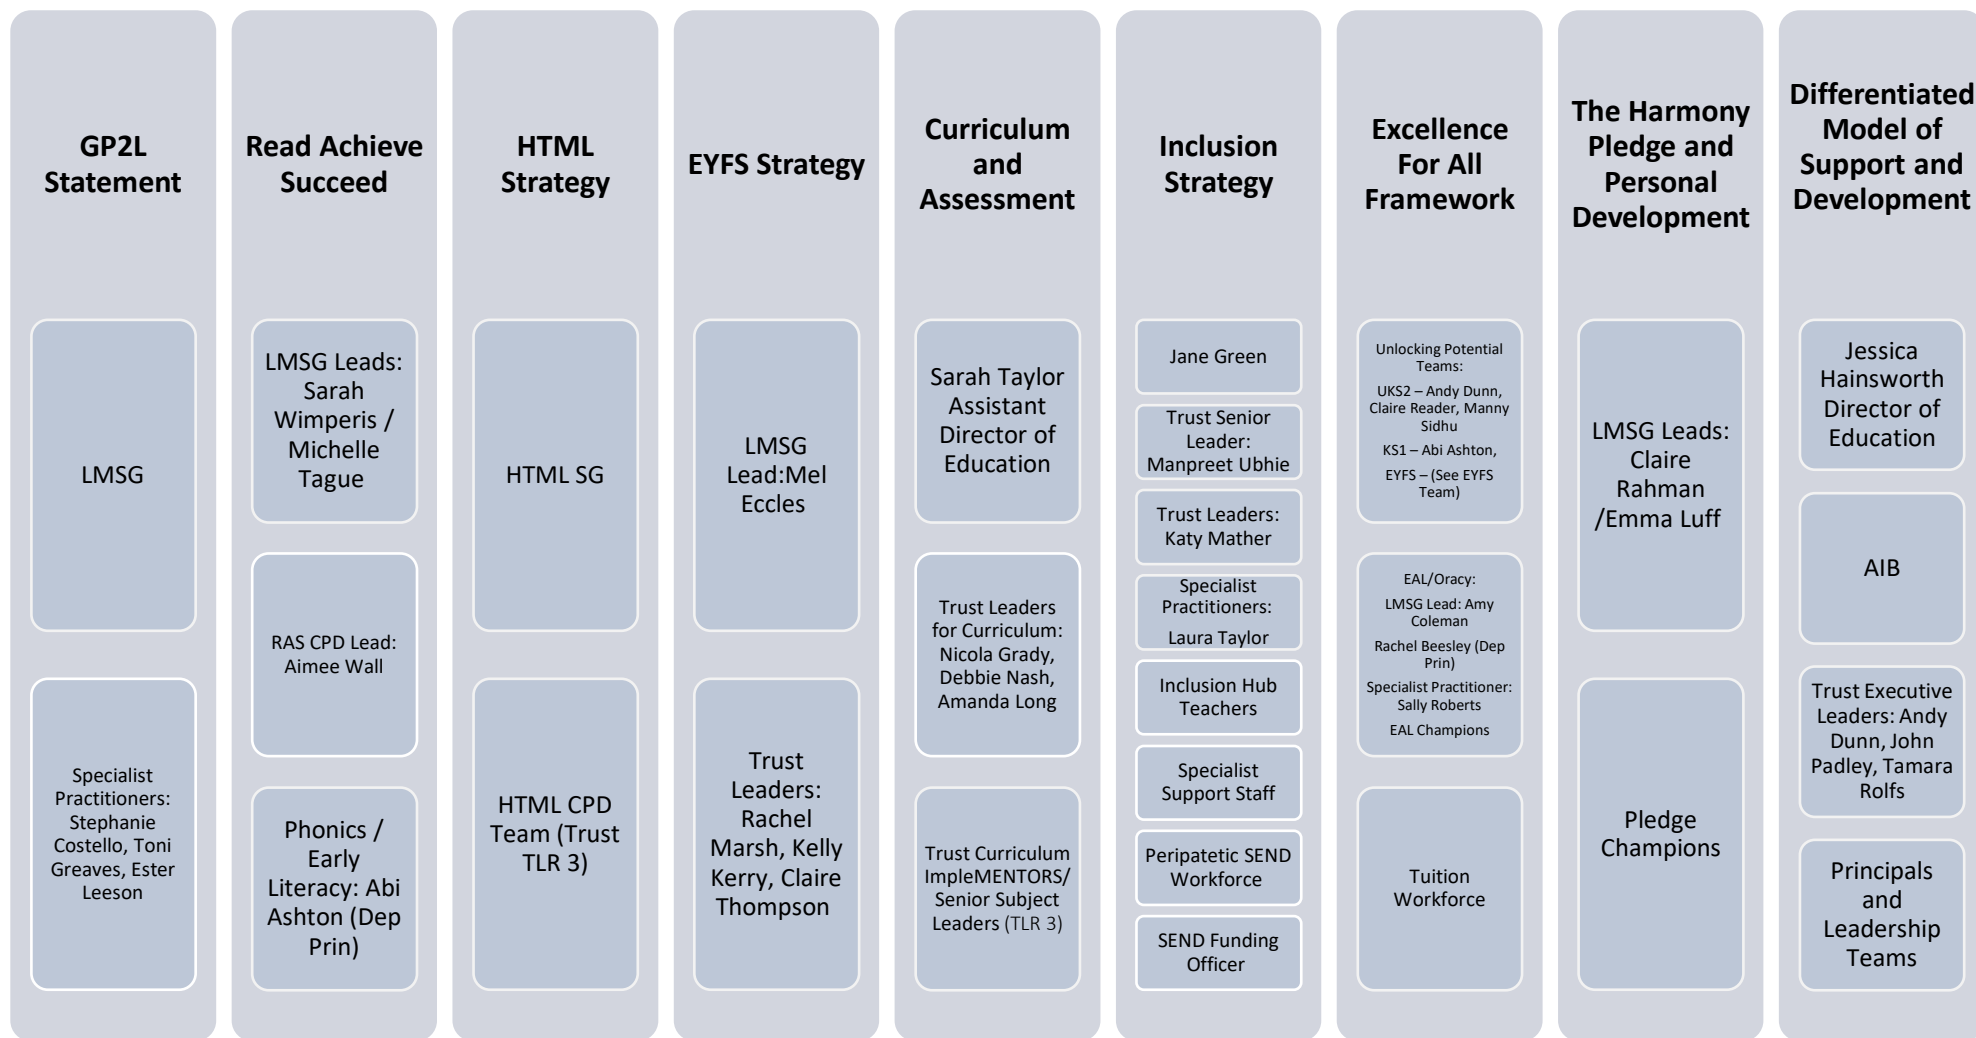 GP2L
Statement
LMSG
Specialist
Practitioners:
Stephanie
Costello, Toni
Greaves, Ester
Leeson
Read Achieve
Succeed
LMSG Leads:
Sarah
Wimperis /
Michelle
Tague
RAS CPD Lead:
Aimee Wall
Phonics /
Early
Literacy: Abi
Ashton (Dep
Prin)
HTML
Strategy
HTML SG
HTML CPD
Team (Trust
TLR 3)
EYFS Strategy
LMSG
Lead:Mel
Eccles
Trust
Leaders:
Rachel
Marsh, Kelly
Kerry, Claire
Thompson
Curriculum
and
Assessment
Sarah Taylor
Assistant
Director of
Education
Trust Leaders
for Curriculum:
Nicola Grady,
Debbie Nash,
Amanda Long
Trust Curriculum
ImpleMENTORS/
Senior Subject
Leaders (TLR 3)
Inclusion
Strategy
Jane Green
Trust Senior
Leader:
Manpreet Ubhie
Trust Leaders:
Katy Mather
Specialist
Practitioners:
Laura Taylor
Inclusion Hub
Teachers
Specialist
Support Staff
Peripatetic SEND
Workforce
SEND Funding
Officer
Excellence
For All
Framework
Unlocking Potential
Teams:
UKS2 – Andy Dunn,
Claire Reader, Manny
Sidhu
KS1 – Abi Ashton,
EYFS – (See EYFS
Team)
EAL/Oracy:
LMSG Lead: Amy
Coleman
Rachel Beesley (Dep
Prin)
Specialist Practitioner:
Sally Roberts
EAL Champions
Tuition
Workforce
The Harmony
Pledge and
Personal
Development
LMSG Leads:
Claire
Rahman
/Emma Luff
Pledge
Champions
Differentiated
Model of
Support and
Development
Jessica
Hainsworth
Director of
Education
AIB
Trust Executive
Leaders: Andy
Dunn, John
Padley, Tamara
Rolfs
Principals
and
Leadership
Teams